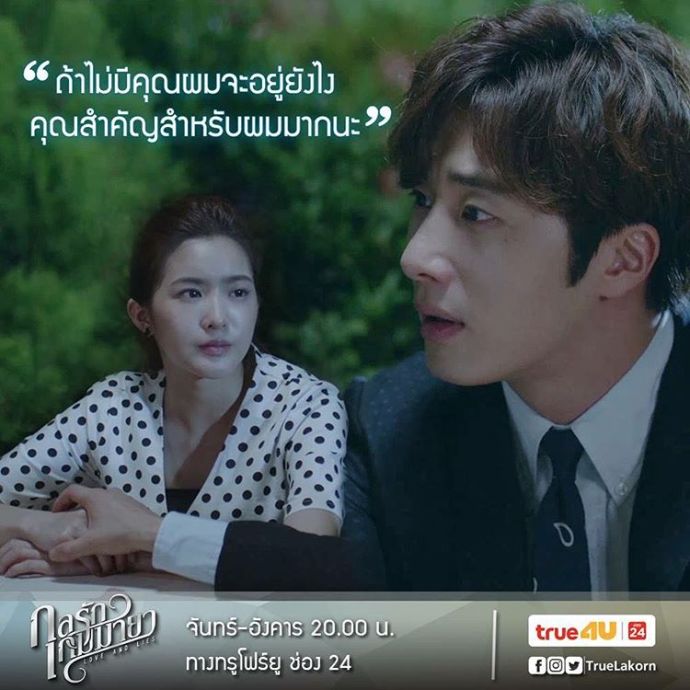 “ ถ้าไม่มีคุณผมจะอยู่ยังไง
คุณสำคัญสำหรับผมมากนะ ”
กลรัก
เกมมายา
LOVE AND LIES
จันทร์-อังคาร 20.00 น.
ทางทรูโฟร์ยู ช่อง 24
true4U 24
TrueLakorn